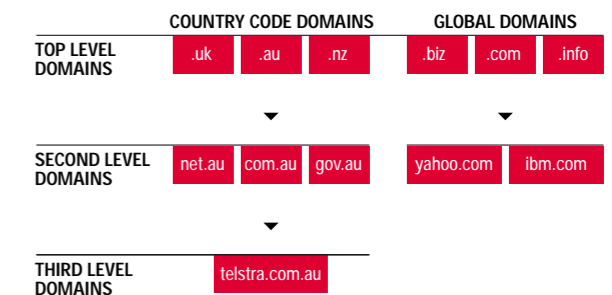 COUNTRY CODE DOMAINS GLOBAL DOMAINS
TOP LEVEL DOMAINS
.uk .au .nz .biz .com .info
SECOND LEVEL DOMAINS
net.au com.au gov.au yahoo.com ibm.com
THIRD LEVEL DOMAINS
telstra.com.au